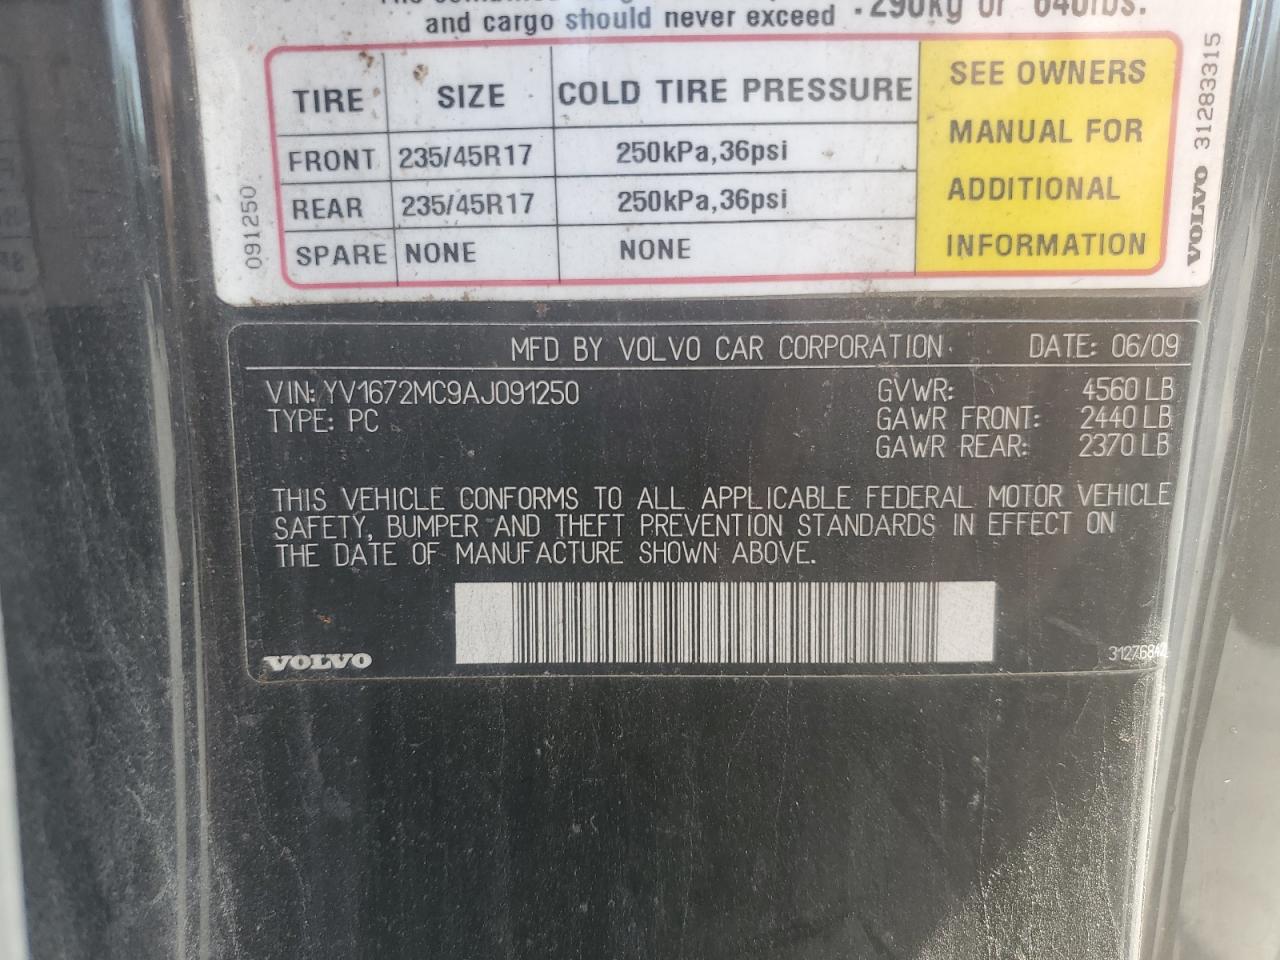 and cargo should never exceed 290kg or 640lbs.
TIRE SIZE COLD TIRE PRESSURE
FRONT 235/45R17 250kPa,36psi
REAR 235/45R17 250kPa,36psi
SPARE NONE NONE
SEE OWNERS
MANUAL FOR
ADDITIONAL
INFORMATION
091250
VOLVO 31283315
MFD BY VOLVO CAR CORPORATION DATE: 06/09
VIN: YV1672MC9AJ091250 GVWR: 4560 LB
TYPE: PC GAWR FRONT: 2440 LB
GAWR REAR: 2370 LB
THIS VEHICLE CONFORMS TO ALL APPLICABLE FEDERAL MOTOR VEHICLE
SAFETY, BUMPER AND THEFT PREVENTION STANDARDS IN EFFECT ON
THE DATE OF MANUFACTURE SHOWN ABOVE.
VOLVO